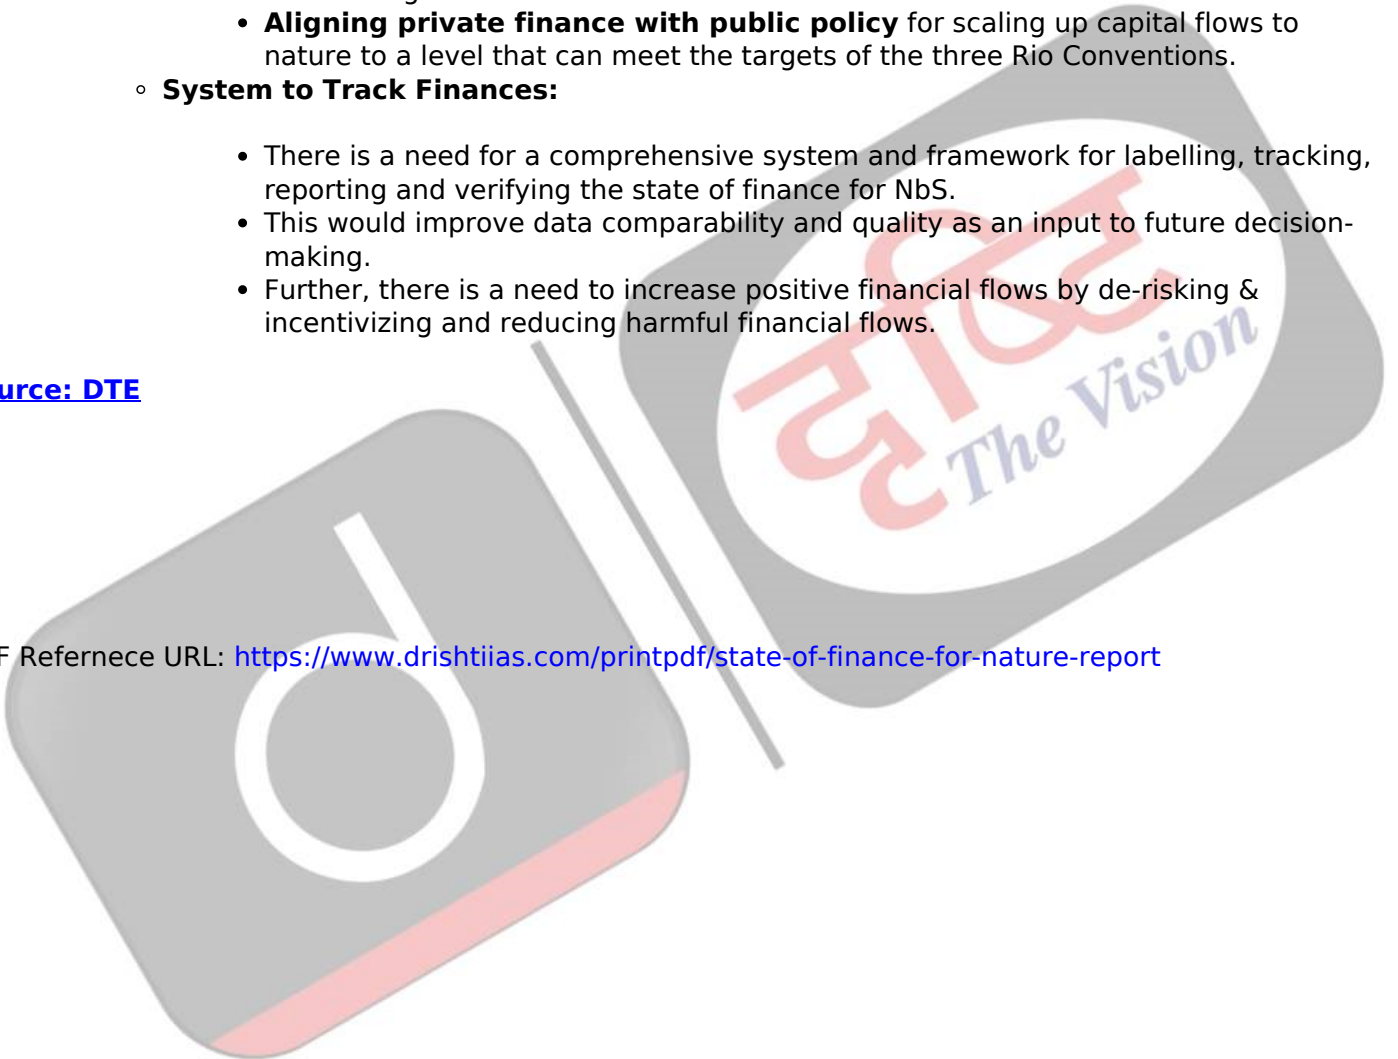 • Aligning private finance with public policy for scaling up capital flows to
nature to a level that can meet the targets of the three Rio Conventions.
◦ System to Track Finances:
• There is a need for a comprehensive system and framework for labelling, tracking,
reporting and verifying the state of finance for NbS.
• This would improve data comparability and quality as an input to future decision-
making.
• Further, there is a need to increase positive financial flows by de-risking &
incentivizing and reducing harmful financial flows.
दृष्टि
The Vision
urce: DTE
d
F Refernece URL: https://www.drishtiias.com/printpdf/state-of-finance-for-nature-report